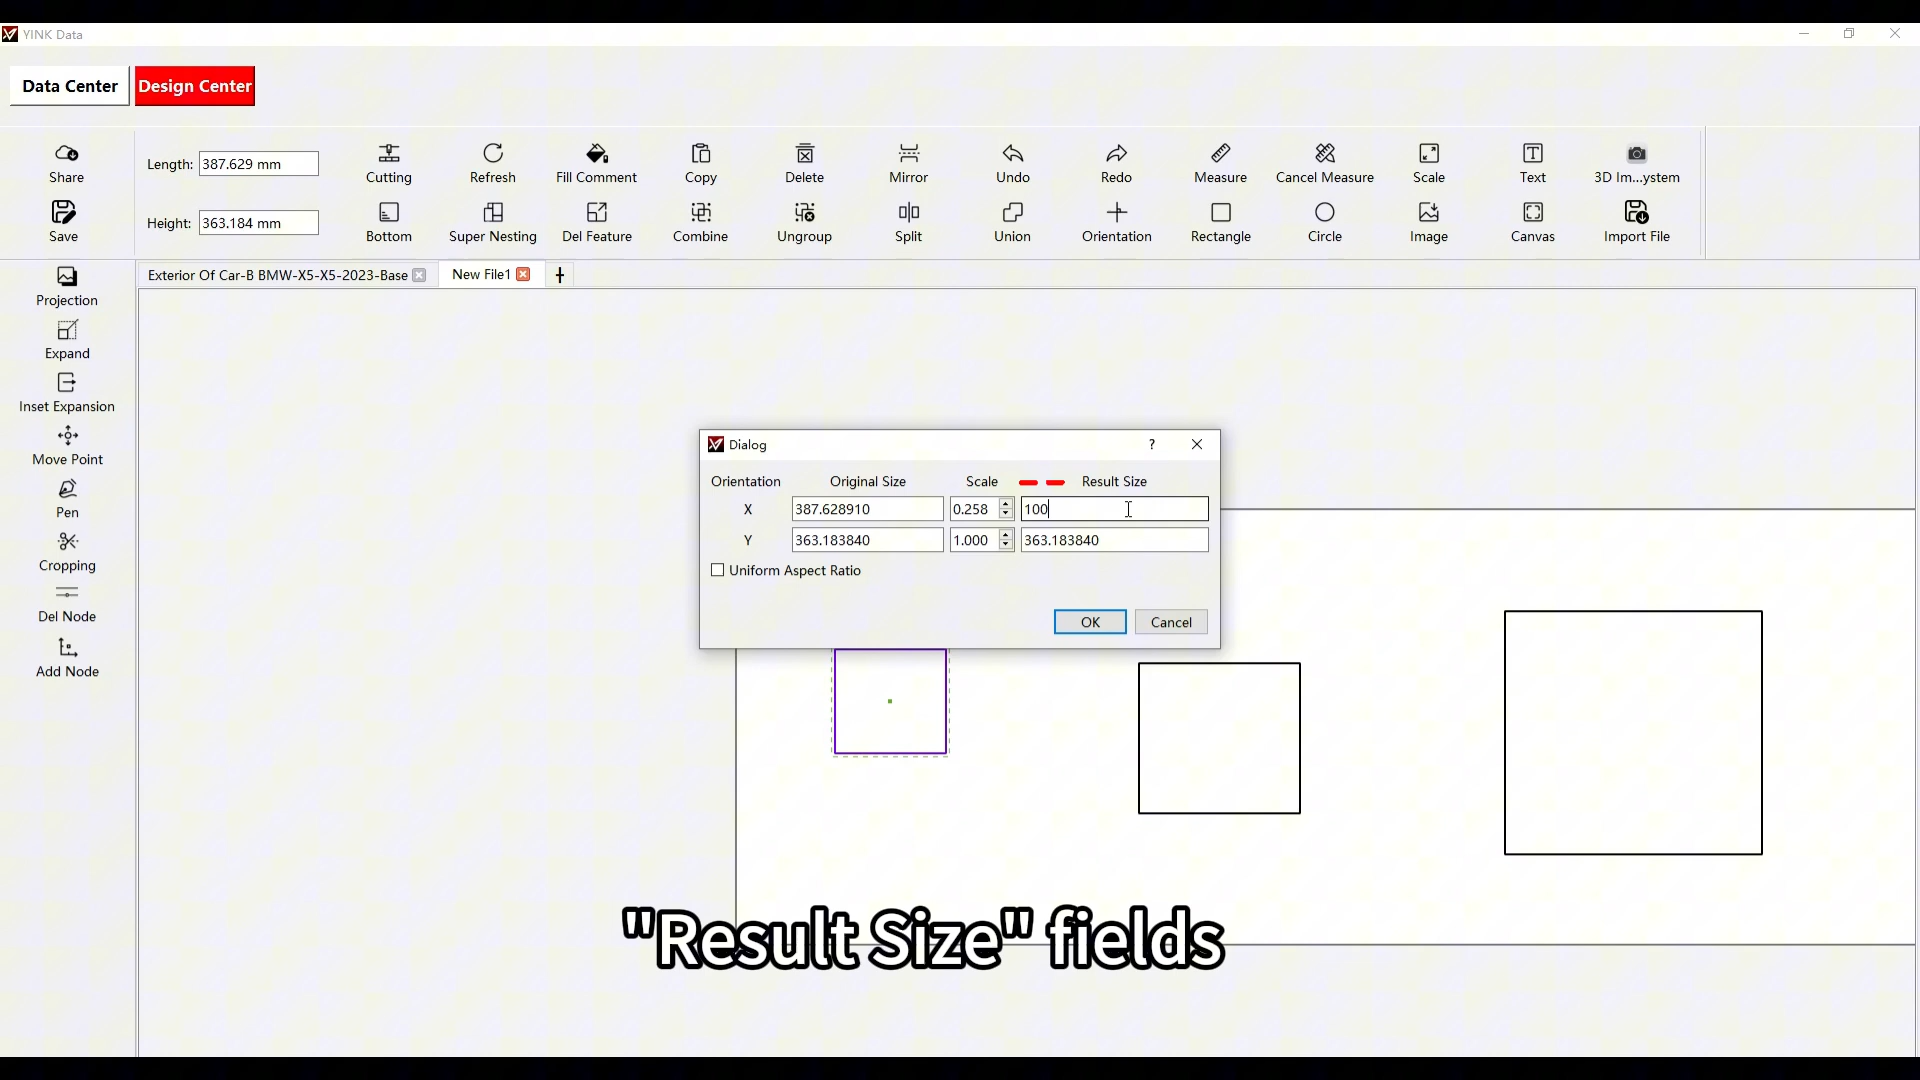 YINK Data
Data Center
Design Center
Share
Length: 387.629 mm
Cutting
Refresh
Fill Comment
Copy
Delete
Mirror
Undo
Redo
Measure
Cancel Measure
Scale
Text
3D Im...ystem
Save
Height: 363.184 mm
Bottom
Super Nesting
Del Feature
Combine
Ungroup
Split
Union
Orientation
Rectangle
Circle
Image
Canvas
Import File
Exterior Of Car-B BMW-X5-X5-2023-Base
New File1
Projection
Expand
Inset Expansion
Move Point
Pen
Cropping
Del Node
Add Node
Dialog
Orientation Original Size Scale Result Size
X 387.628910 0.258 100
Y 363.183840 1.000 363.183840
Uniform Aspect Ratio
OK
Cancel
"Result Size" fields